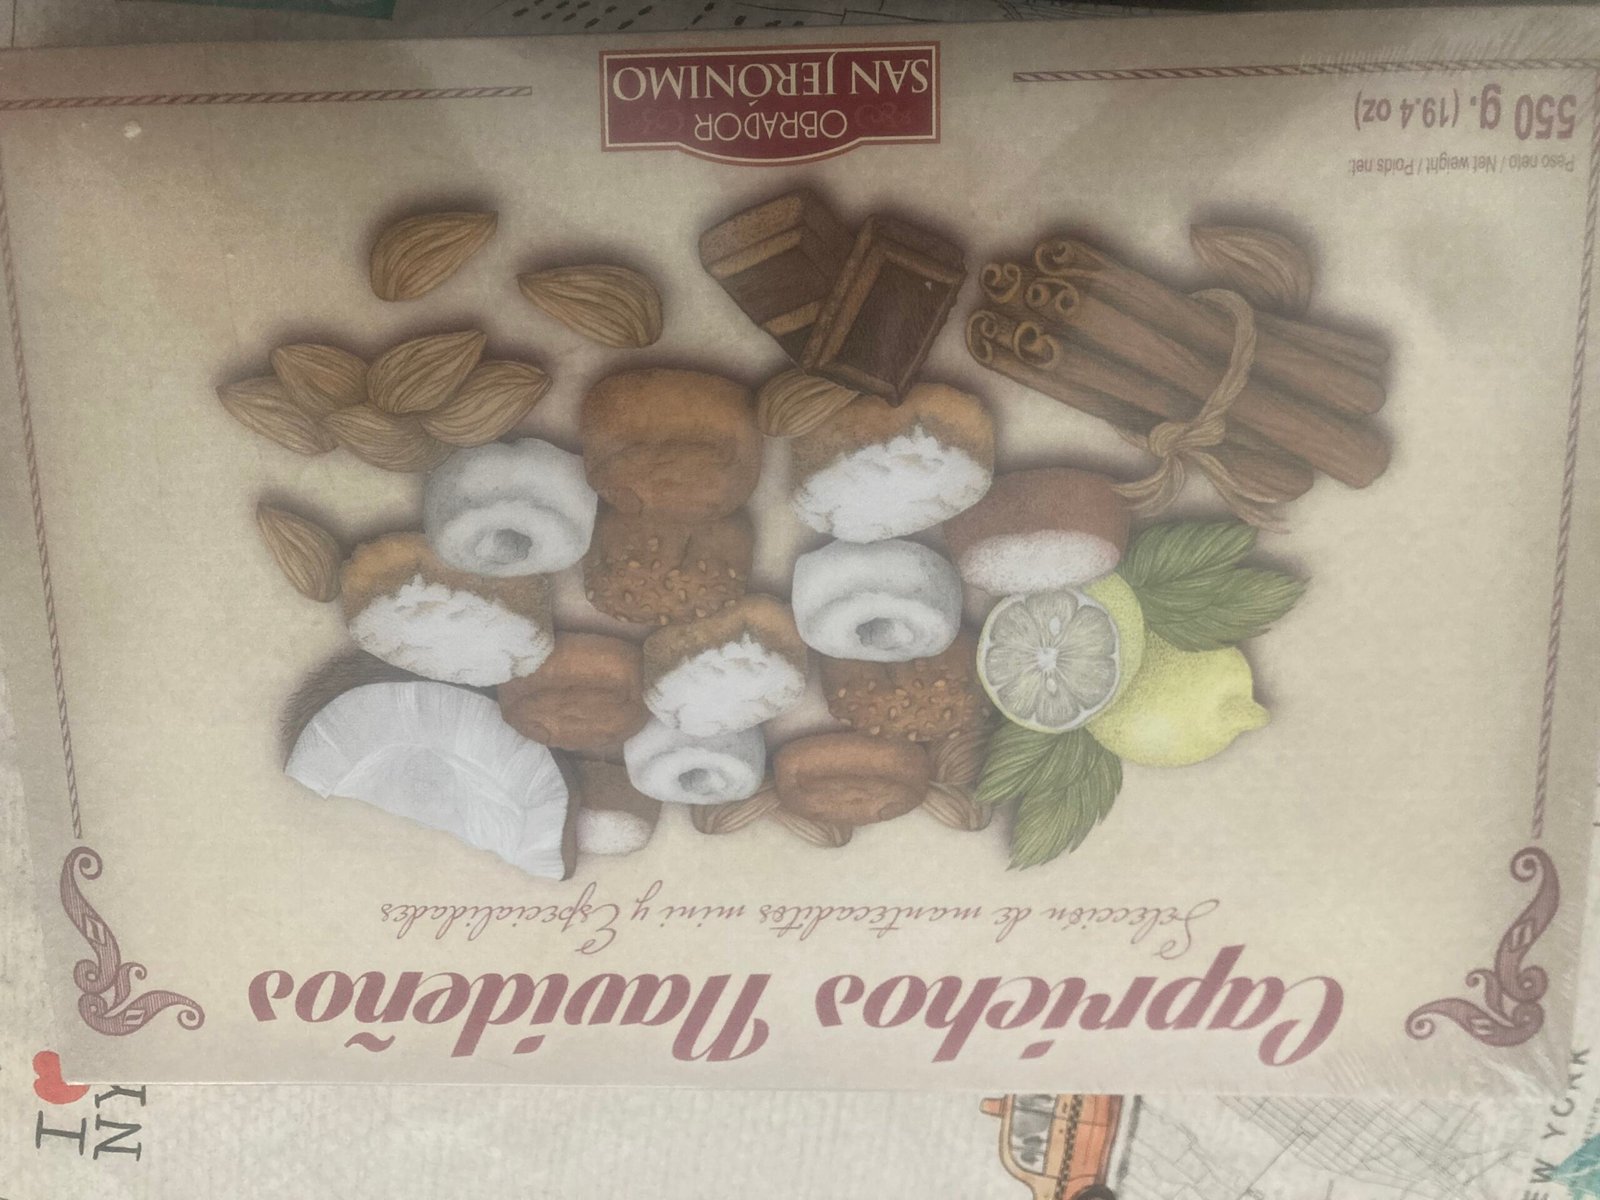 Caprichos Navideños
Selección de mantecaditos mini y Especialidades
OBRADOR
SAN JERÓNIMO
Peso neto / Net weight / Poids net:
550 g. (19.4 oz)
I
NY
EW YORK